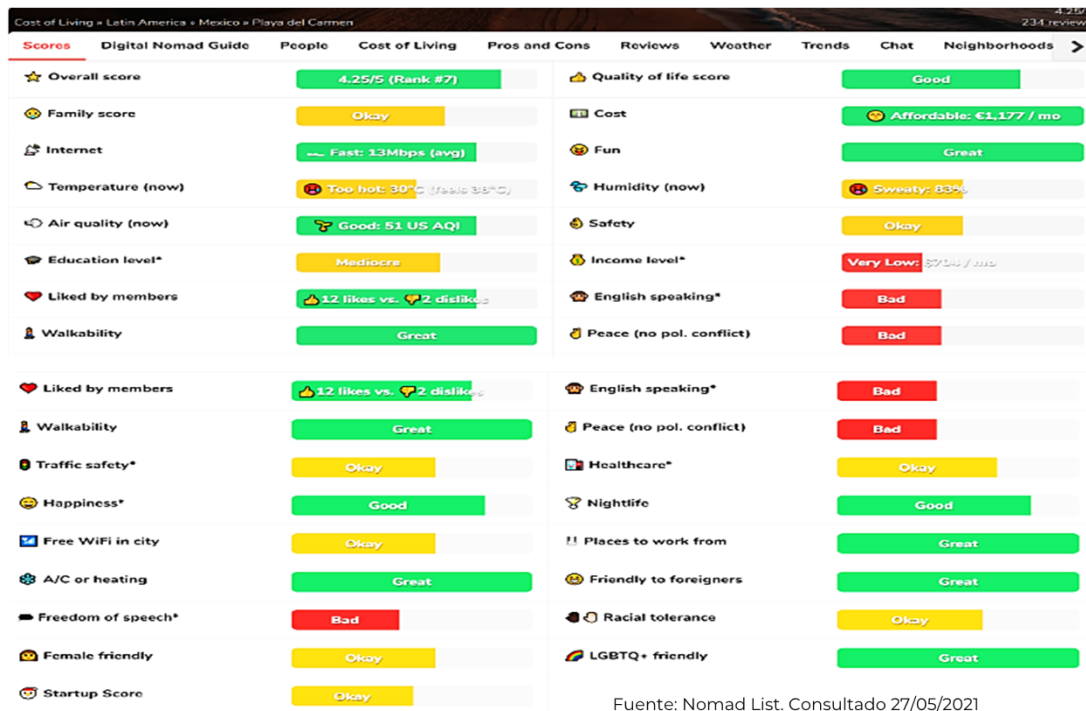 Cost of Living » Latin America » Mexico » Playa del Carmen
4.25/
234 review
Scores Digital Nomad Guide People Cost of Living Pros and Cons Reviews Weather Trends Chat Neighborhoods >
Overall score 4.25/5 (Rank #7) Quality of life score Good
Family score Okay Cost Affordable: €1,177 / mo
Internet Fast: 13Mbps (avg) Fun Great
Temperature (now) Too hot: 30°C (feels 38°C) Humidity (now) Sweaty: 83%
Air quality (now) Good: 51 US AQI Safety Okay
Education level* Mediocre Income level* Very Low: $704 / mo
Liked by members 12 likes vs. 2 dislikes English speaking* Bad
Walkability Great Peace (no pol. conflict) Bad
Liked by members 12 likes vs. 2 dislikes English speaking* Bad
Walkability Great Peace (no pol. conflict) Bad
Traffic safety* Okay Healthcare* Okay
Happiness* Good Nightlife Good
Free WiFi in city Okay Places to work from Great
A/C or heating Great Friendly to foreigners Great
Freedom of speech* Bad Racial tolerance Okay
Female friendly Okay LGBTQ+ friendly Great
Startup Score Okay
Fuente: Nomad List. Consultado 27/05/2021